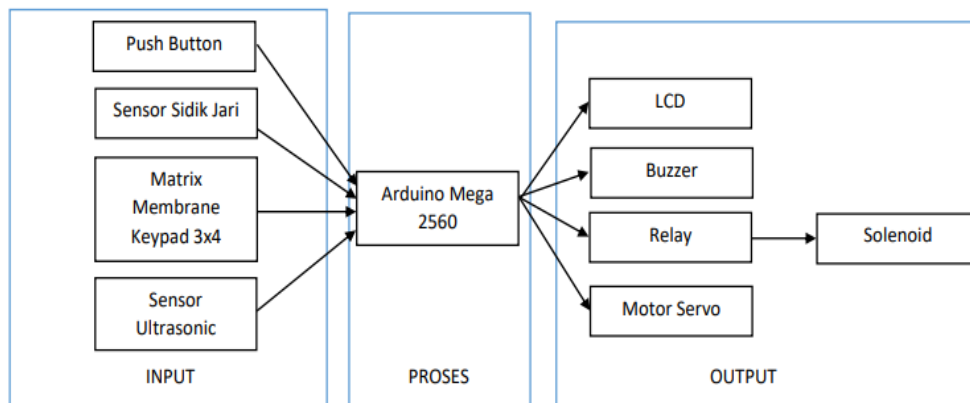 Push Button
Sensor Sidik Jari
Matrix
Membrane
Keypad 3x4
Sensor
Ultrasonic
INPUT
Arduino Mega
2560
PROSES
LCD
Buzzer
Relay
Solenoid
Motor Servo
OUTPUT